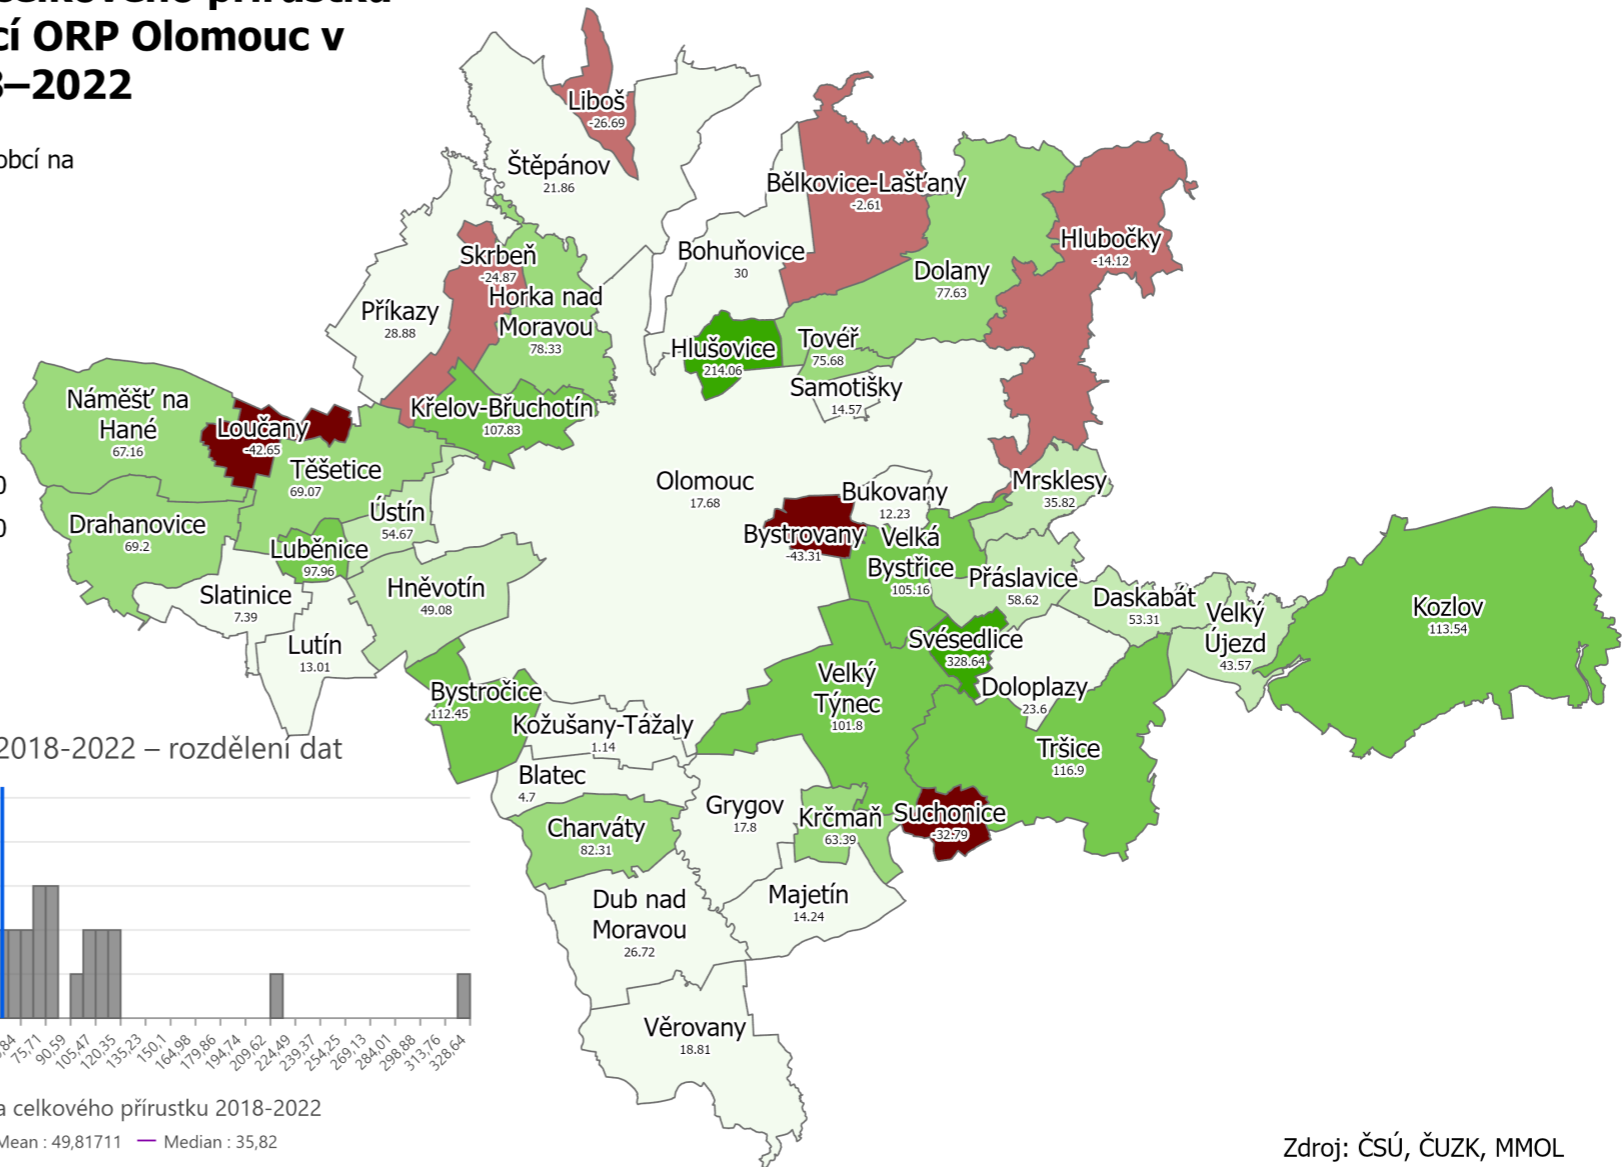 cí ORP Olomouc v
–2022
obcí na
Liboš
-26.69
Štěpánov
21.86
Bělkovice-Lašťany
-2.61
Hlubočky
-14.12
Bohuňovice
30
Dolany
77.63
Skrbeň
-24.87
Horka nad
Moravou
78.33
Příkazy
28.88
Hlušovice
214.06
Tovéř
75.68
Samotišky
14.57
Náměšť na
Hané
67.16
Loučany
-42.65
Křelov-Břuchotín
107.83
Těšetice
69.07
Olomouc
17.68
Bukovany
12.23
Mrsklesy
35.82
0
0
Drahanovice
69.2
Ústín
54.67
Bystrovany
-43.31
Velká
Bystřice
105.16
Luběnice
97.96
Slatinice
7.39
Hněvotín
49.08
Přáslavice
58.62
Daskabát
53.31
Velký
Újezd
43.57
Kozlov
113.54
Lutín
13.01
Svésedlice
328.64
Doloplazy
23.6
Velký
Týnec
101.8
Bystročice
112.45
Kožušany-Tážaly
1.14
Tršice
116.9
Blatec
4.7
Charváty
82.31
Grygov
17.8
Krčmaň
63.39
Suchonice
-32.79
Majetín
14.24
Dub nad
Moravou
26.72
Věrovany
18.81
2018-2022 – rozdělení dat
,84
75,71
90,59
105,47
120,35
135,23
150,1
164,98
179,86
194,74
209,62
224,49
239,37
254,25
269,13
284,01
298,88
313,76
328,64
a celkového přírustku 2018-2022
Mean : 49,81711 — Median : 35,82
Zdroj: ČSÚ, ČUZK, MMOL